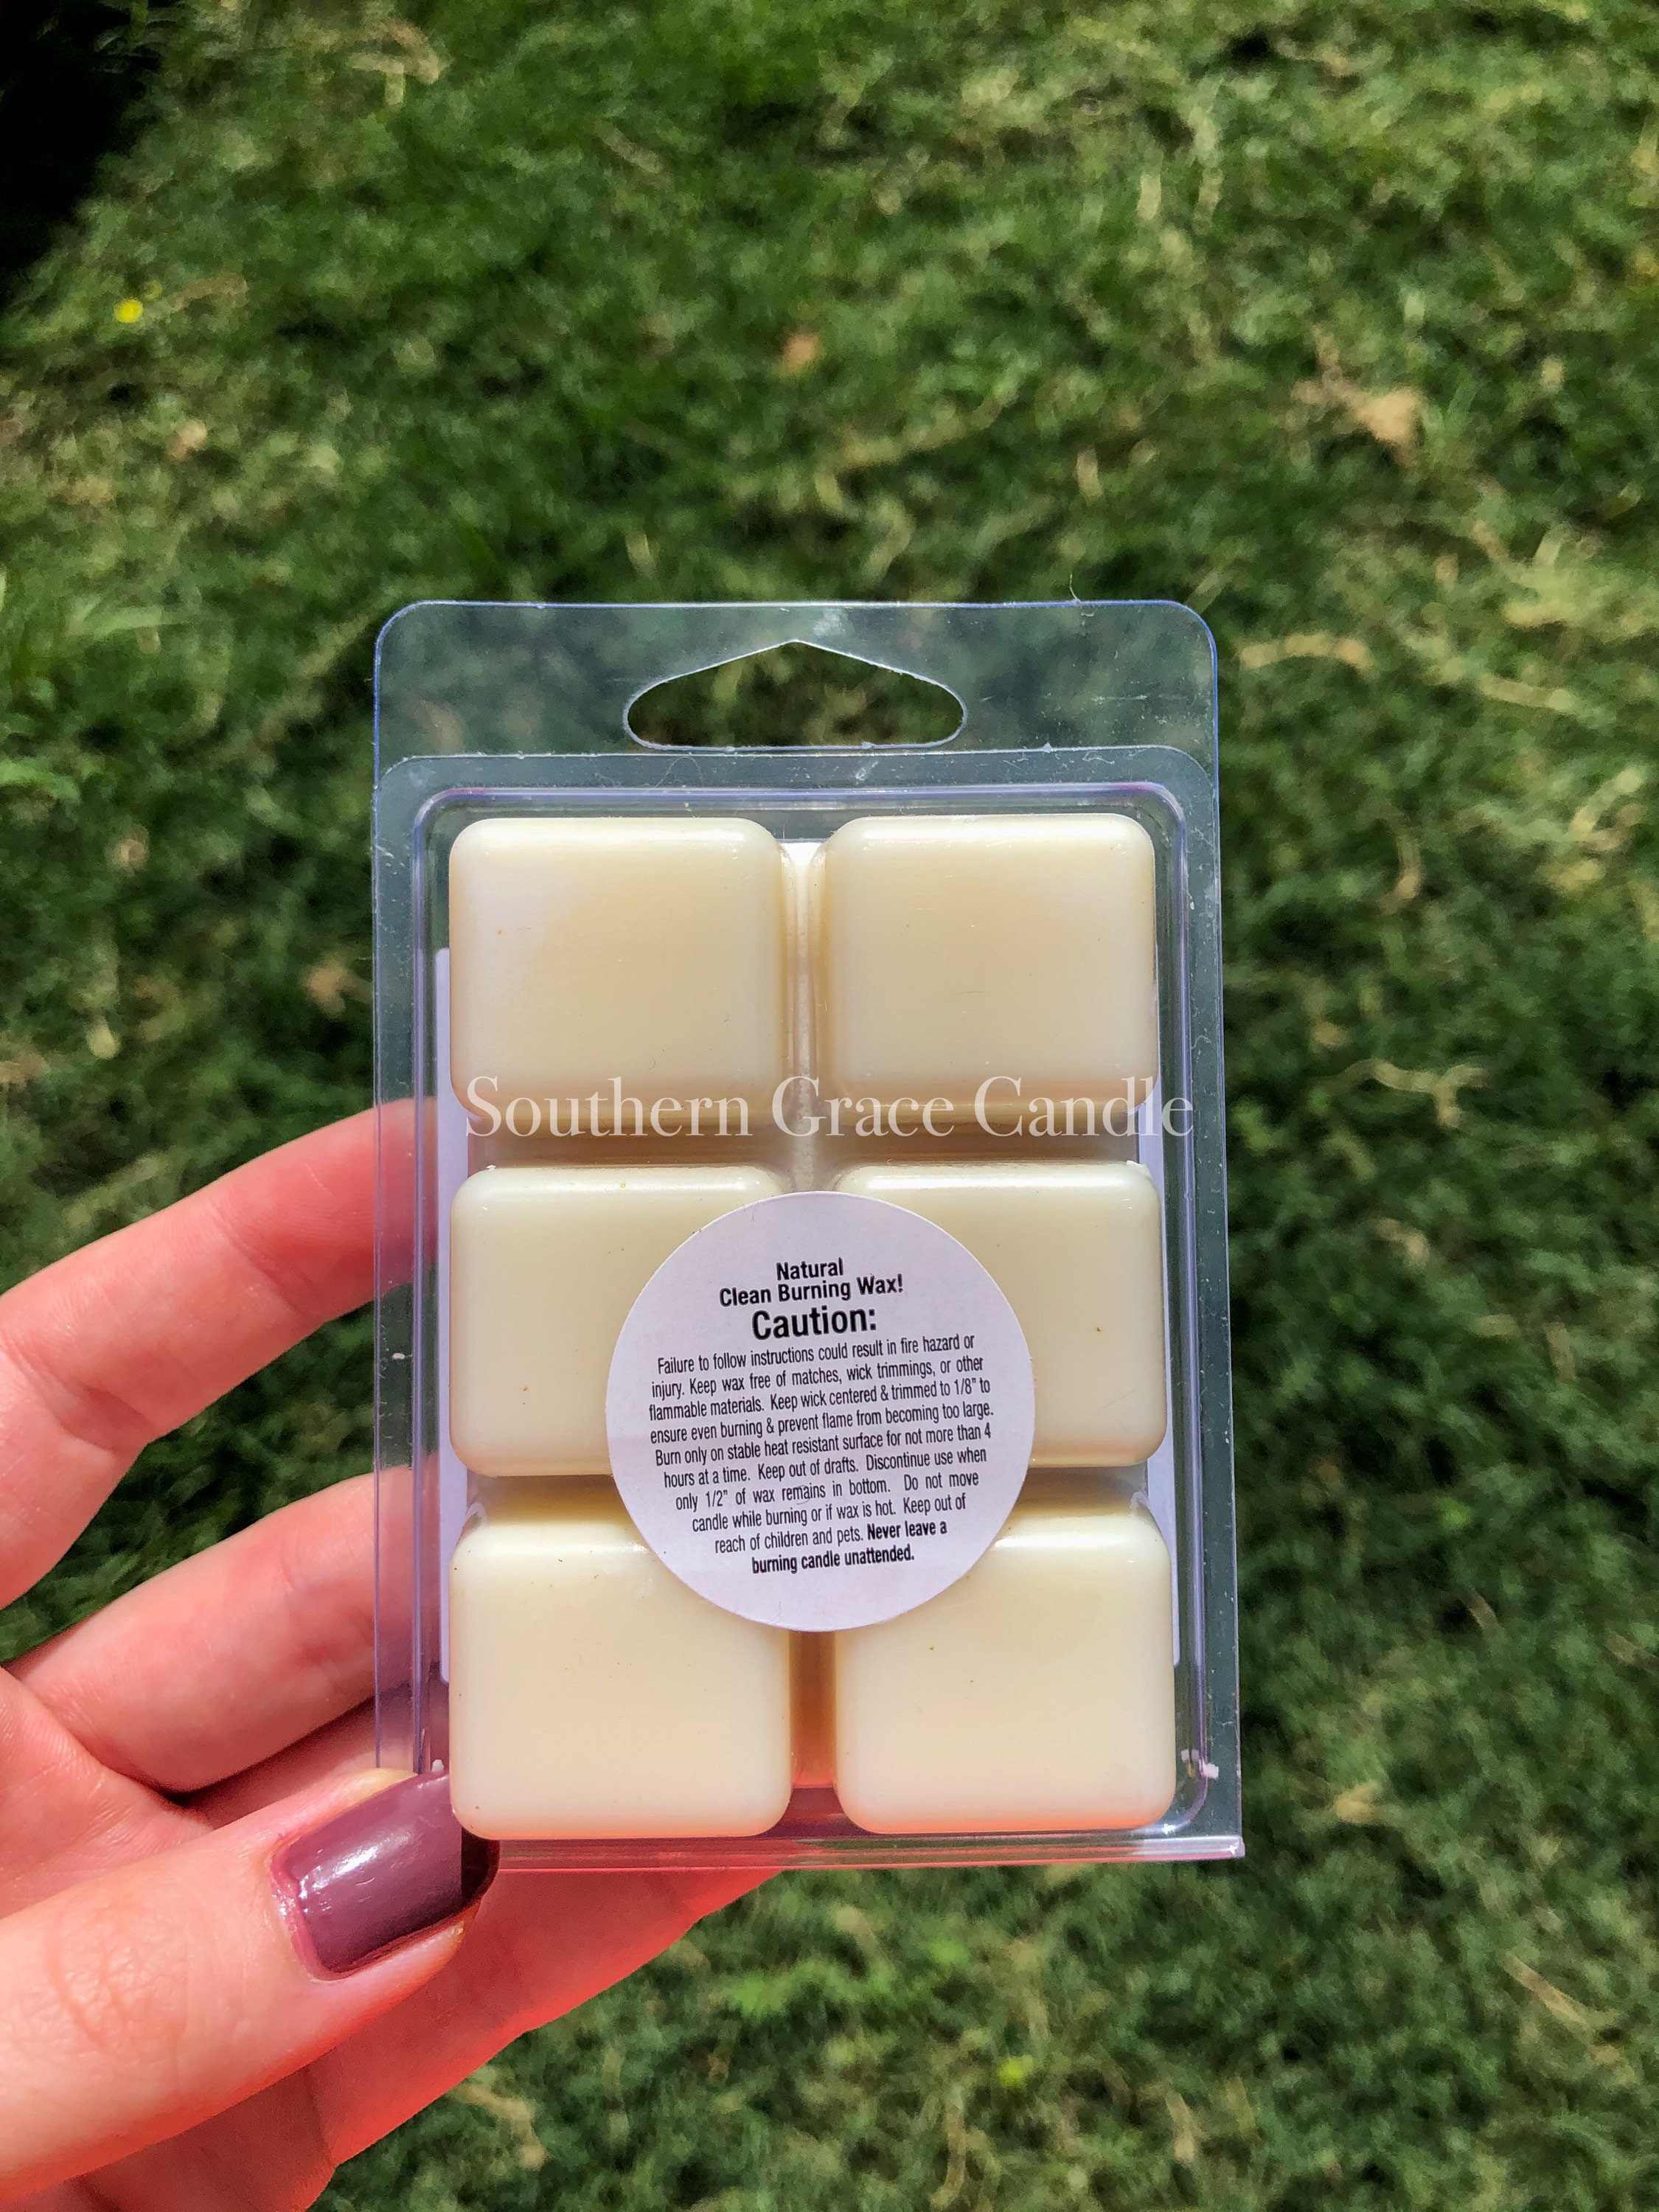 Southern Grace Candle
Natural
Clean Burning Wax!
Caution:
Failure to follow instructions could result in fire hazard or
injury. Keep wax free of matches, wick trimmings, or other
flammable materials. Keep wick centered & trimmed to 1/8" to
ensure even burning & prevent flame from becoming too large.
Burn only on stable heat resistant surface for not more than 4
hours at a time. Keep out of drafts. Discontinue use when
only 1/2" of wax remains in bottom. Do not move
candle while burning or if wax is hot. Keep out of
reach of children and pets. Never leave a
burning candle unattended.